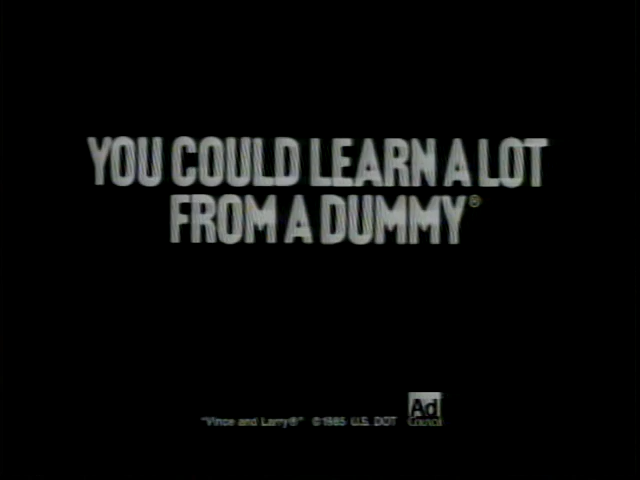 YOU COULD LEARN A LOT
FROM A DUMMY®
"Vince and Larry®" ©1985 U.S. DOT
Ad
Council